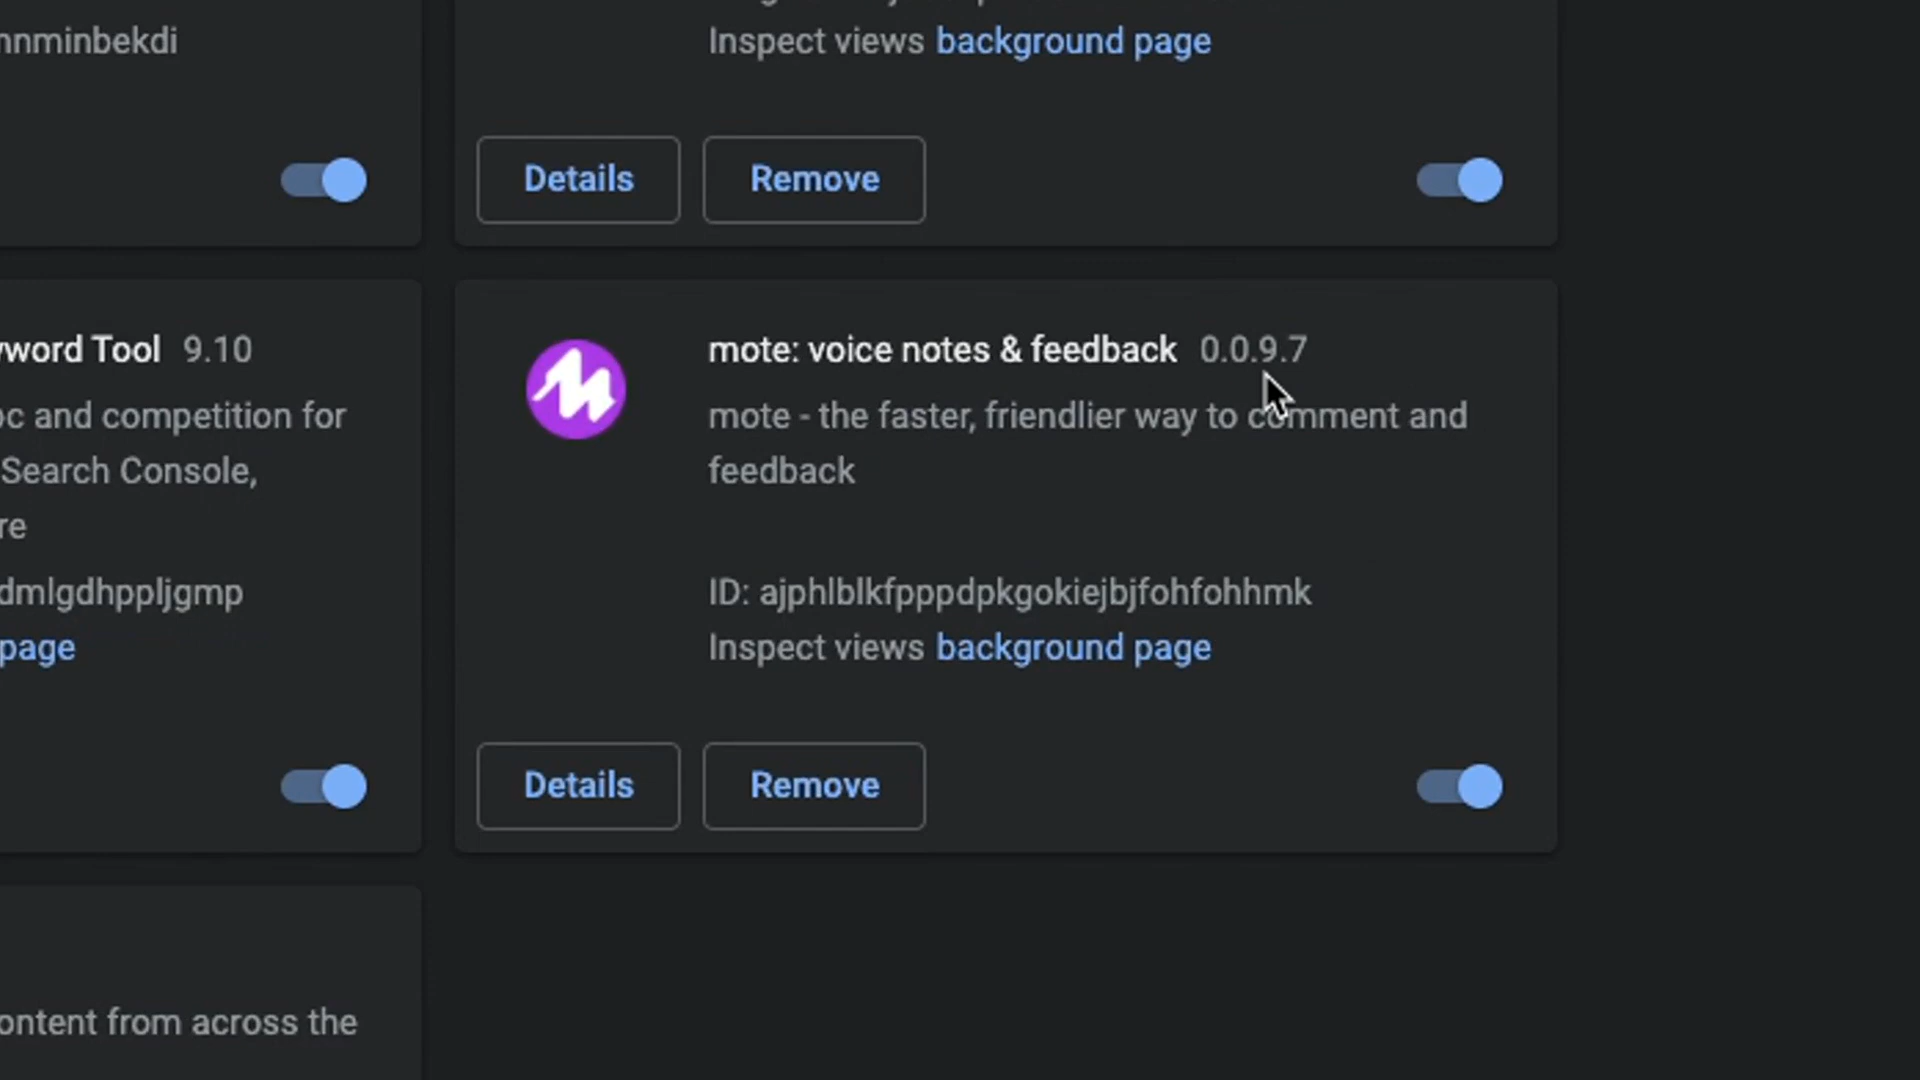 nnminbekdi
Inspect views background page
Details Remove
word Tool 9.10
oc and competition for
Search Console,
re
dmlgdhppljgmp
page
mote: voice notes & feedback 0.0.9.7
mote - the faster, friendlier way to comment and
feedback
ID: ajphlblkfpppdpkgokiejbjfohfohhmk
Inspect views background page
Details Remove
ontent from across the